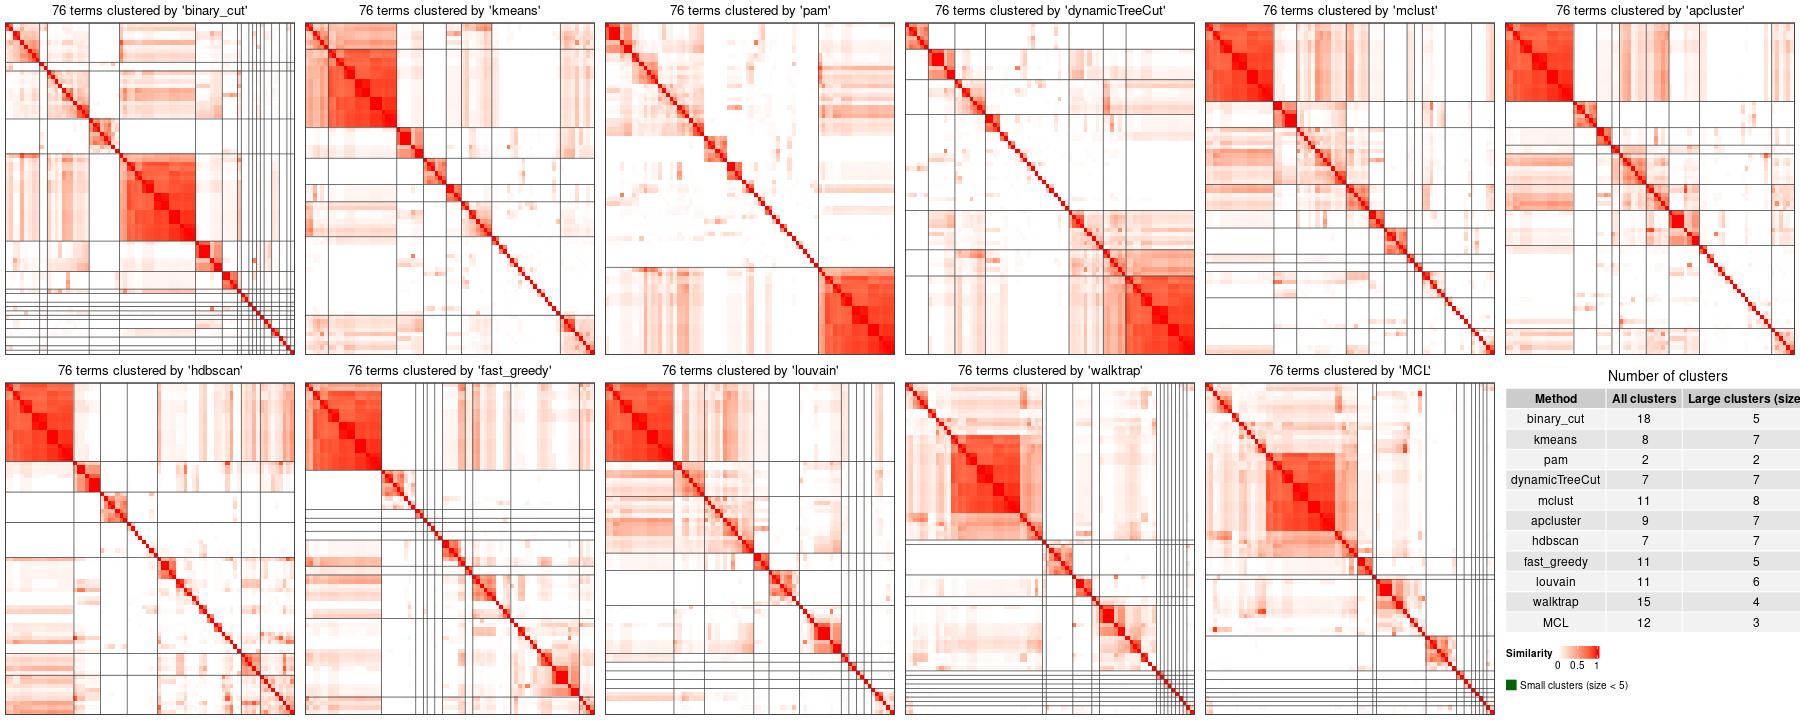 76 terms clustered by 'binary_cut'
76 terms clustered by 'kmeans'
76 terms clustered by 'pam'
76 terms clustered by 'dynamicTreeCut'
76 terms clustered by 'mclust'
76 terms clustered by 'apcluster'
76 terms clustered by 'hdbscan'
76 terms clustered by 'fast_greedy'
76 terms clustered by 'louvain'
76 terms clustered by 'walktrap'
76 terms clustered by 'MCL'
Number of clusters
Method All clusters Large clusters (size
binary_cut 18 5
kmeans 8 7
pam 2 2
dynamicTreeCut 7 7
mclust 11 8
apcluster 9 7
hdbscan 7 7
fast_greedy 11 5
louvain 11 6
walktrap 15 4
MCL 12 3
Similarity
0 0.5 1
Small clusters (size < 5)